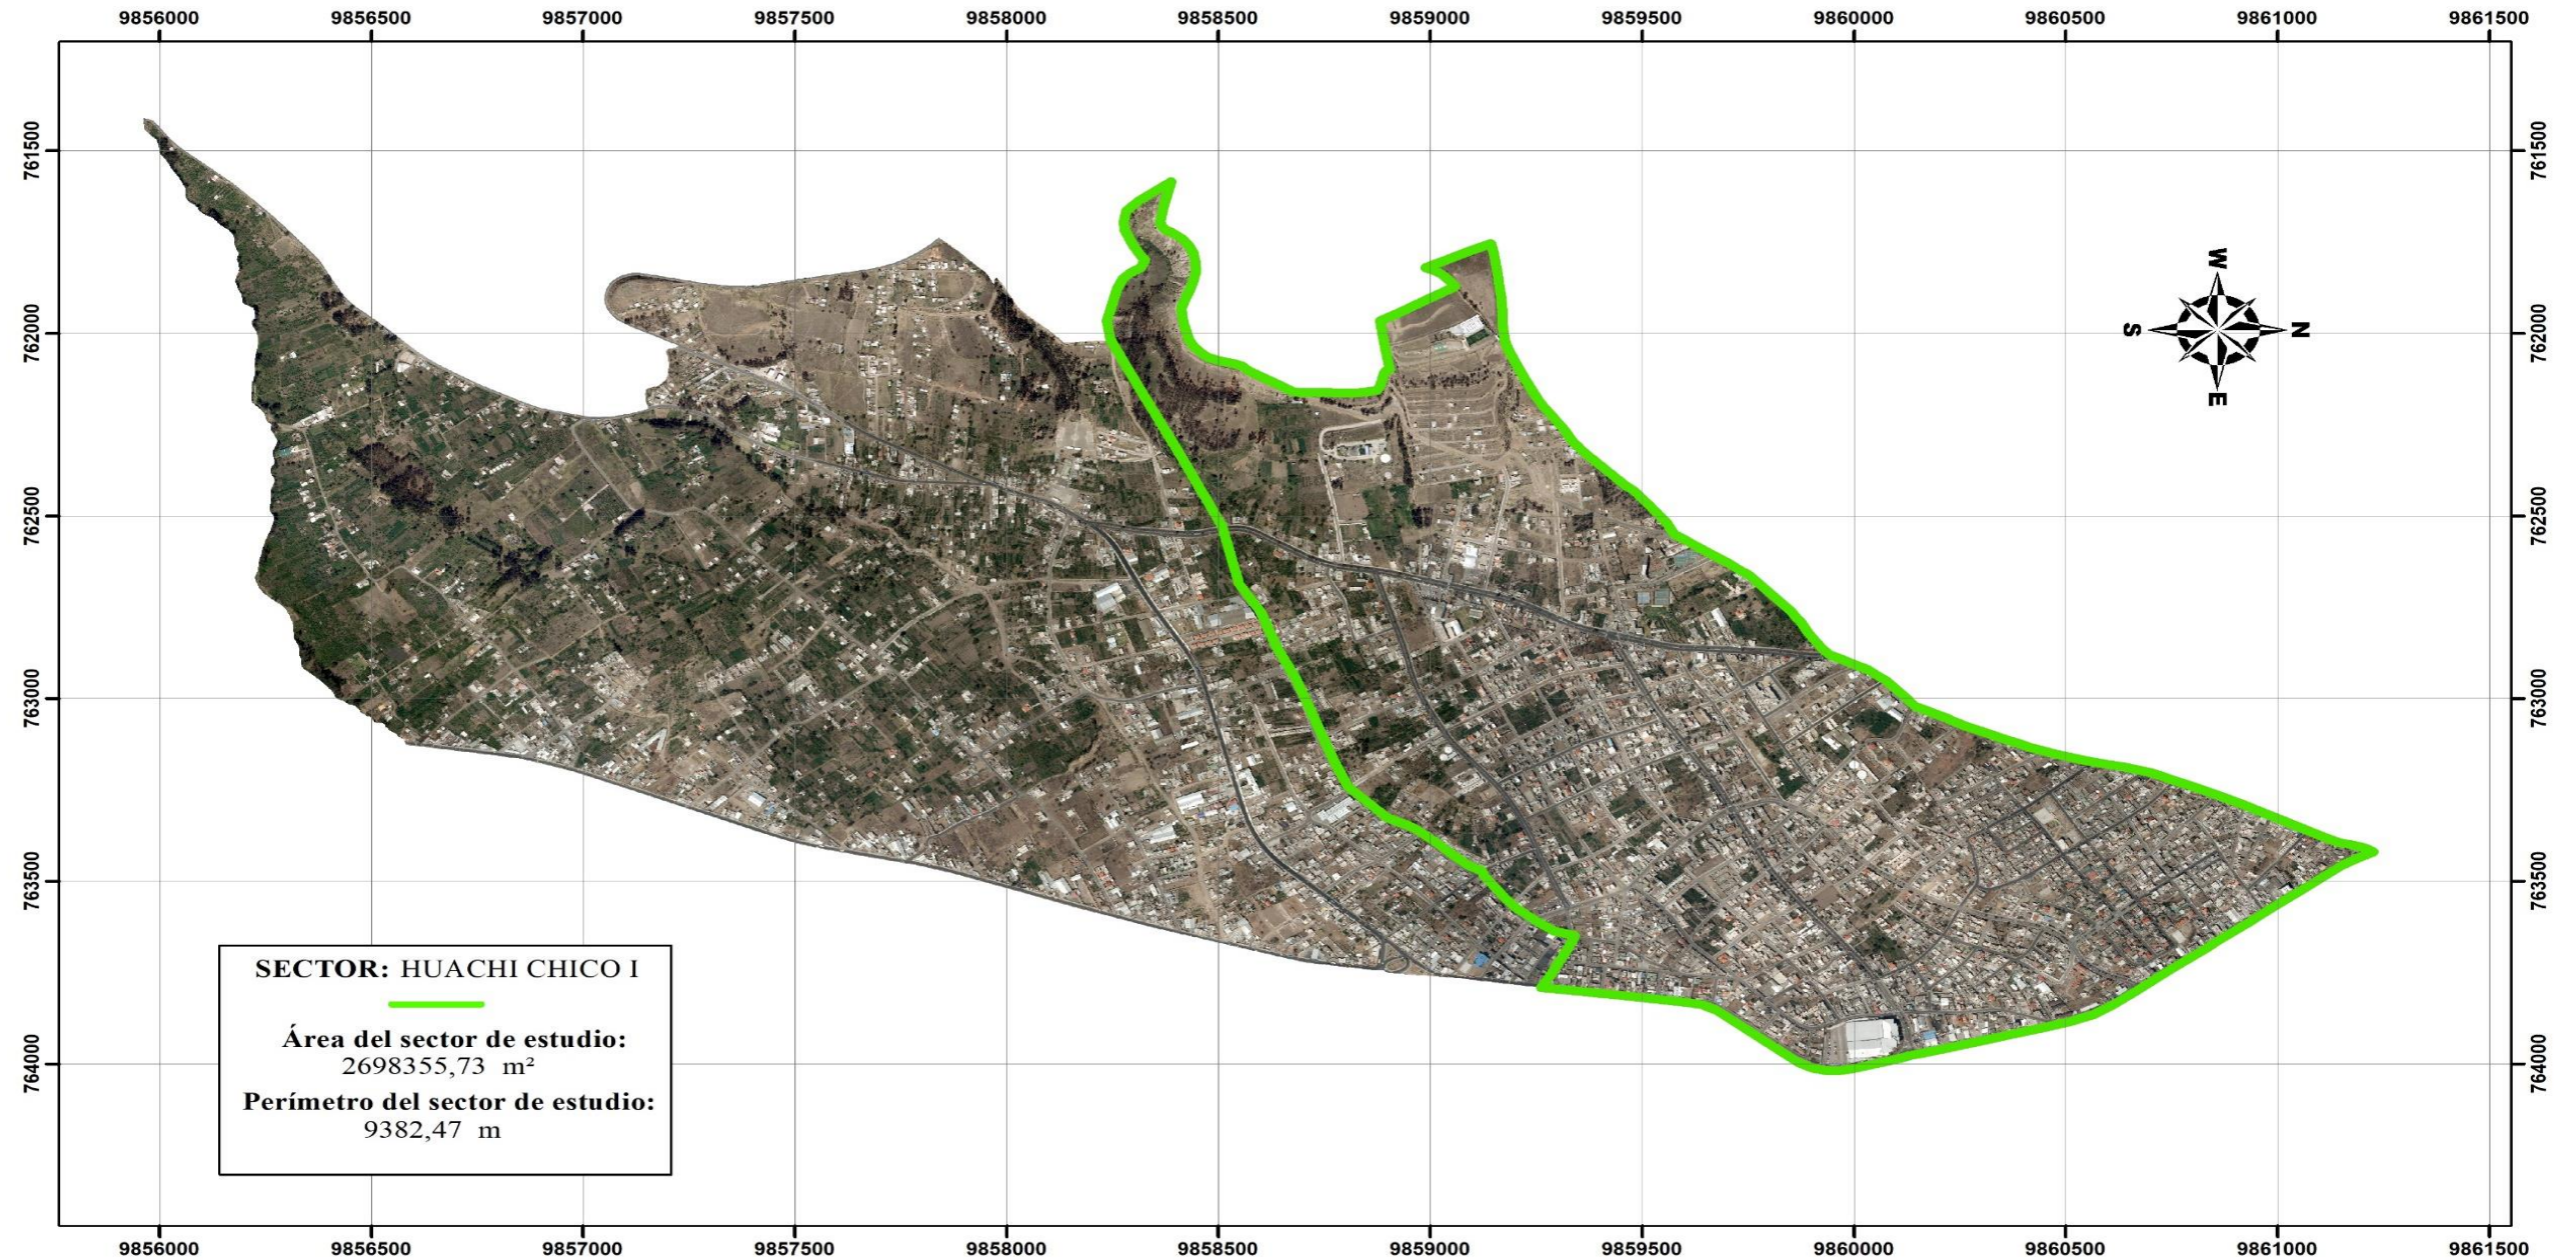 9856000 9856500 9857000 9857500 9858000 9858500 9859000 9859500 9860000 9860500 9861000 9861500
761500 761500
W
S N
E
762000 762000
762500 762500
763000 763000
763500 763500
SECTOR: HUACHI CHICO I
Área del sector de estudio:
2698355,73 m²
Perímetro del sector de estudio:
9382,47 m
764000 764000
9856000 9856500 9857000 9857500 9858000 9858500 9859000 9859500 9860000 9860500 9861000 9861500